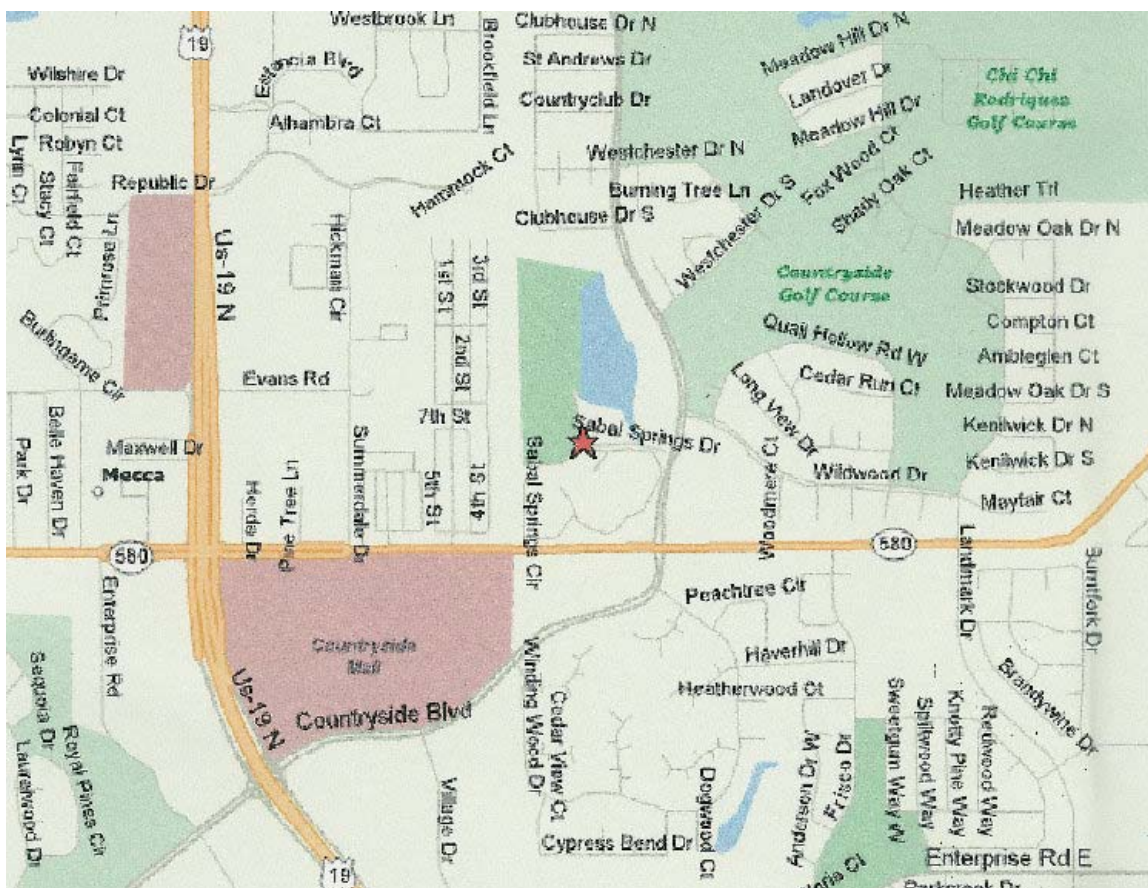 Westbrook Ln
Clubhouse Dr N
Meadow Hill Dr N
19
Estancia Blvd
Brookfield Ln
St Andrews Dr
Wilshire Dr
Landover Dr
Chi Chi
Rodriguez
Golf Course
Colonial Ct
Alhambra Ct
Countryclub Dr
Meadow Hill Dr
Robyn Ct
Lynn Ct
Stacy Ct
Fairfield Ct
Westchester Dr N
Fox Wood Ct
Shady Oak Ct
Republic Dr
Hammock Ct
Burning Tree Ln
Heather Trl
Clubhouse Dr S
Westchester Dr S
Meadow Oak Dr N
Primrose Ln
Us-19 N
Hickman Cir
1st St
3rd St
Countryside
Golf Course
Stockwood Dr
Compton Ct
Quail Hollow Rd W
2nd St
Ambleglen Ct
Burlingame Cir
Evans Rd
Long View Dr
Cedar Run Ct
Meadow Oak Dr S
7th St
Sabal Springs Dr
Kenilwick Dr N
Park Dr
Belle Haven Dr
Maxwell Dr
Summerdale Dr
Sabal Springs Cir
Kenilwick Dr S
Mecca
Wildwood Dr
Herda Dr
Pine Tree Ln
5th St
4th St
Woodmere Ct
Mayfair Ct
580
580
Landmark Dr
Burntfork Dr
Enterprise Rd
Peachtree Cir
Countryside
Mall
Haverhill Dr
Winding Wood Dr
Heatherwood Ct
Brandywine Dr
Sequoia Dr
Us-19 N
Countryside Blvd
Cedar View Ct
Sweetgum Way W
Splitwood Way
Knotty Pine Way
Redwood Way
Royal Pines Cir
Laurelwood Dr
Village Dr
Dogwood Ct
Anderson Dr W
Frisco Dr
Cypress Bend Dr
Enterprise Rd E
19